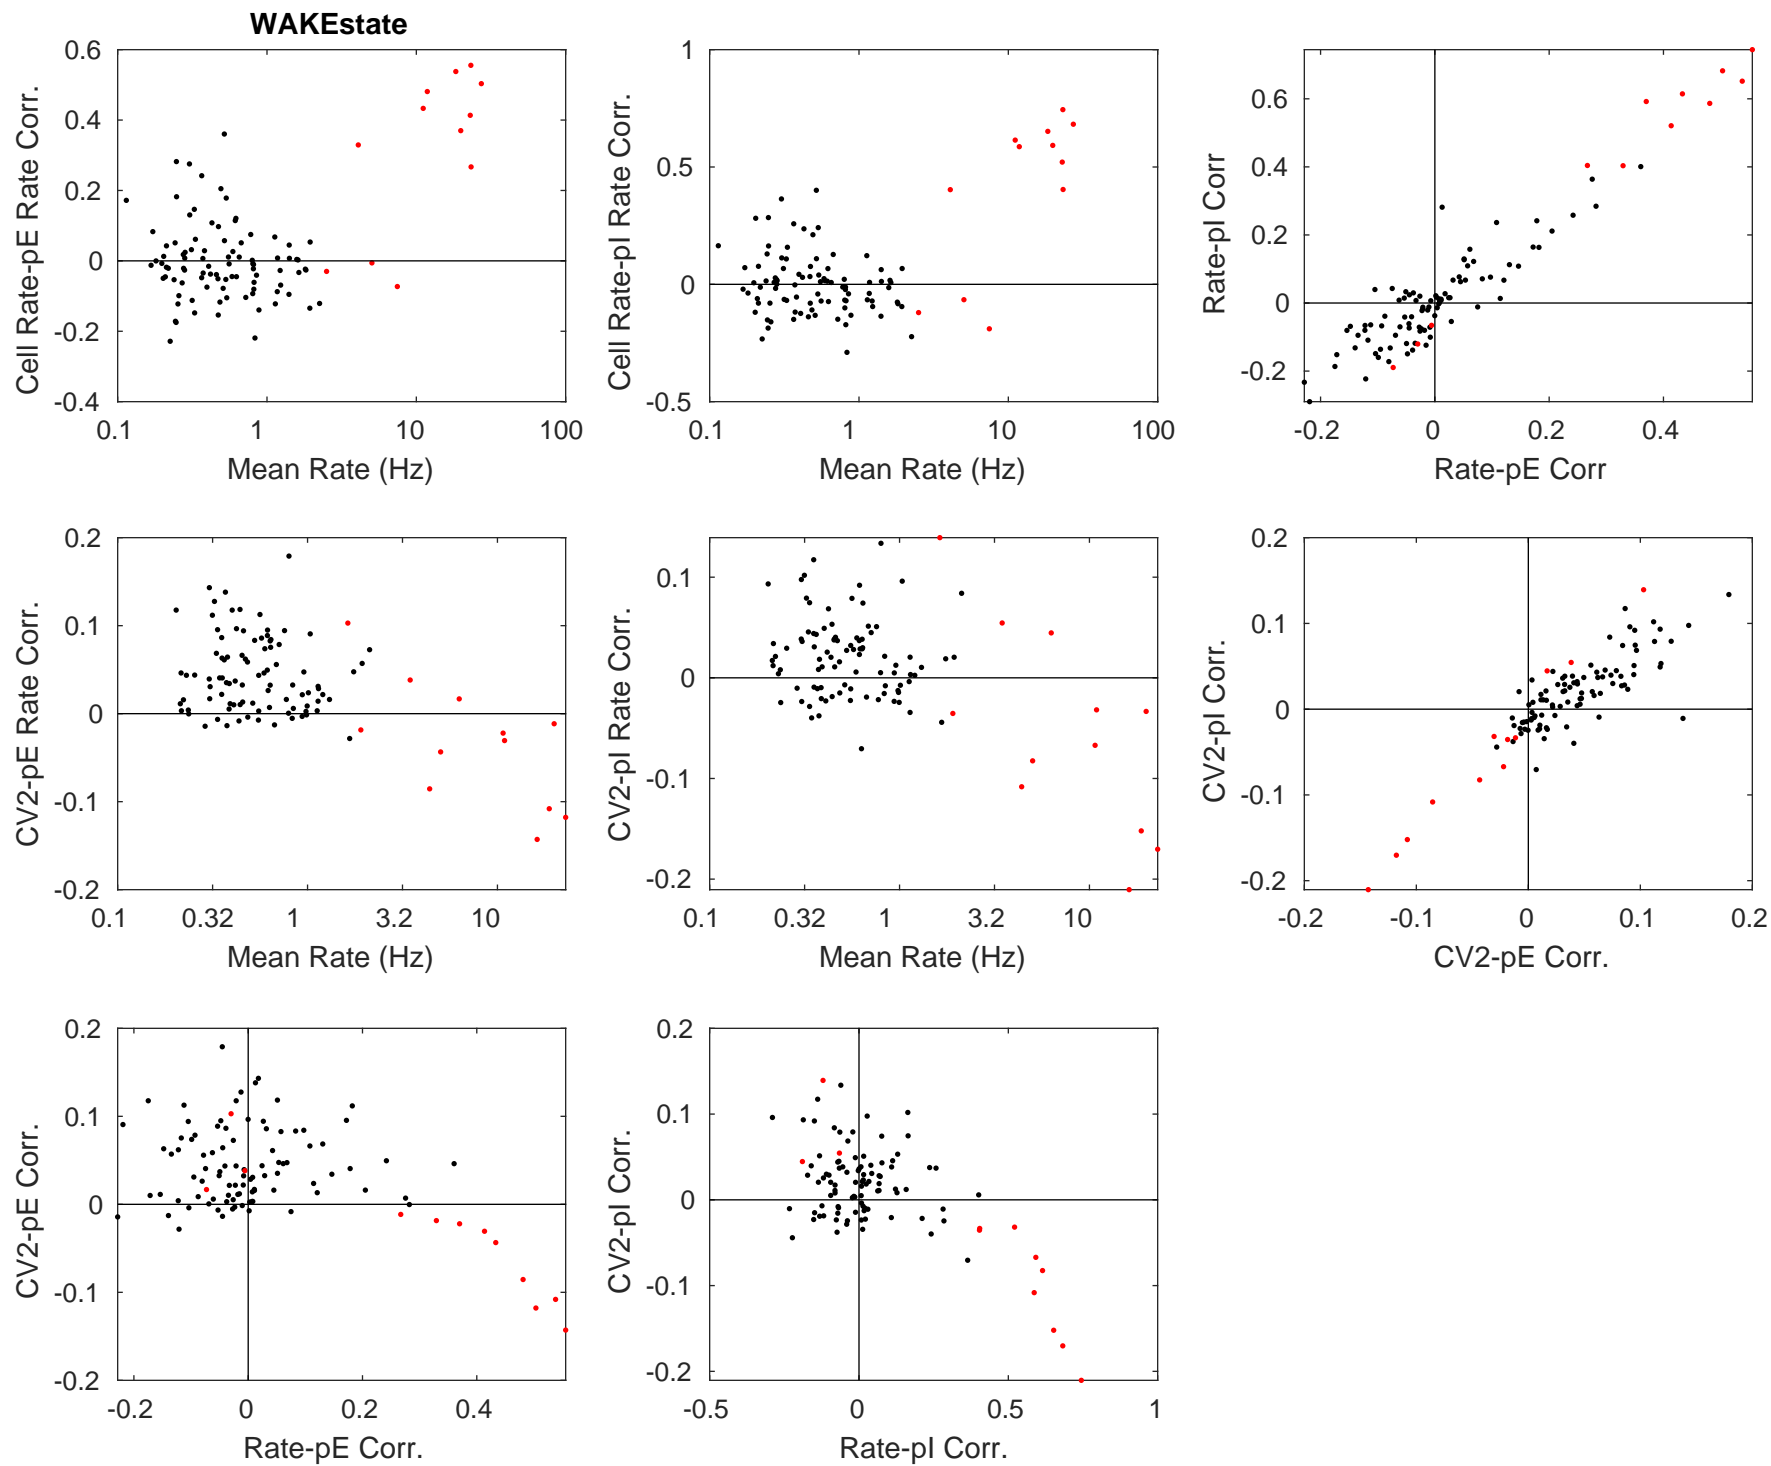 WAKEstate
0.6
0.4
0.2
0
-0.2
-0.4
0.1 1 10 100
Cell Rate-pE Rate Corr.
Mean Rate (Hz)
1
0.5
0
-0.5
0.1 1 10 100
Cell Rate-pI Rate Corr.
Mean Rate (Hz)
0.6
0.4
0.2
0
-0.2
-0.2 0 0.2 0.4
Rate-pI Corr
Rate-pE Corr
0.2
0.1
0
-0.1
-0.2
0.1 0.32 1 3.2 10
CV2-pE Rate Corr.
Mean Rate (Hz)
0.1
0
-0.1
-0.2
0.1 0.32 1 3.2 10
CV2-pI Rate Corr.
Mean Rate (Hz)
0.2
0.1
0
-0.1
-0.2
-0.2 -0.1 0 0.1 0.2
CV2-pI Corr.
CV2-pE Corr.
0.2
0.1
0
-0.1
-0.2
-0.2 0 0.2 0.4
CV2-pE Corr.
Rate-pE Corr.
0.2
0.1
0
-0.1
-0.2
-0.5 0 0.5 1
CV2-pI Corr.
Rate-pI Corr.